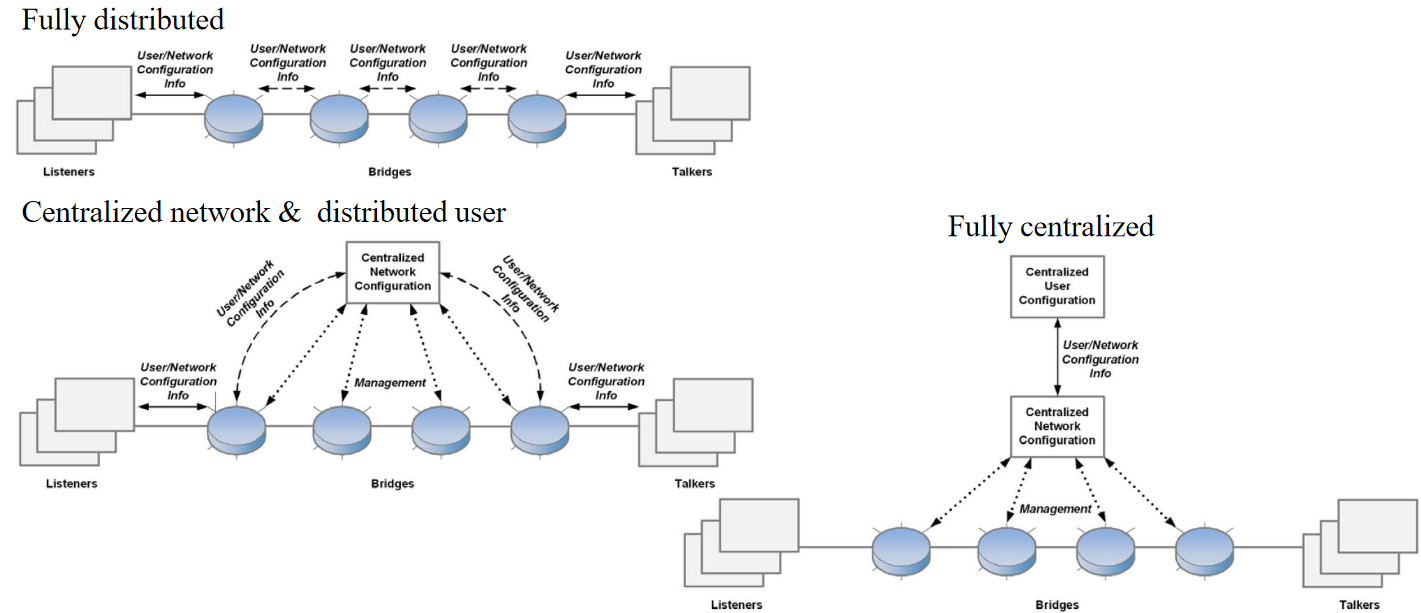 Fully distributed
User/Network
Configuration
Info
User/Network
Configuration
Info
User/Network
Configuration
Info
User/Network
Configuration
Info
User/Network
Configuration
Info
Listeners
Bridges
Talkers
Centralized network & distributed user
Centralized
Network
Configuration
User/Network
Configuration
Info
User/Network
Configuration
Info
User/Network
Configuration
Info
Management
User/Network
Configuration
Info
Listeners
Bridges
Talkers
Fully centralized
Centralized
User
Configuration
User/Network
Configuration
Info
Centralized
Network
Configuration
Management
Listeners
Bridges
Talkers